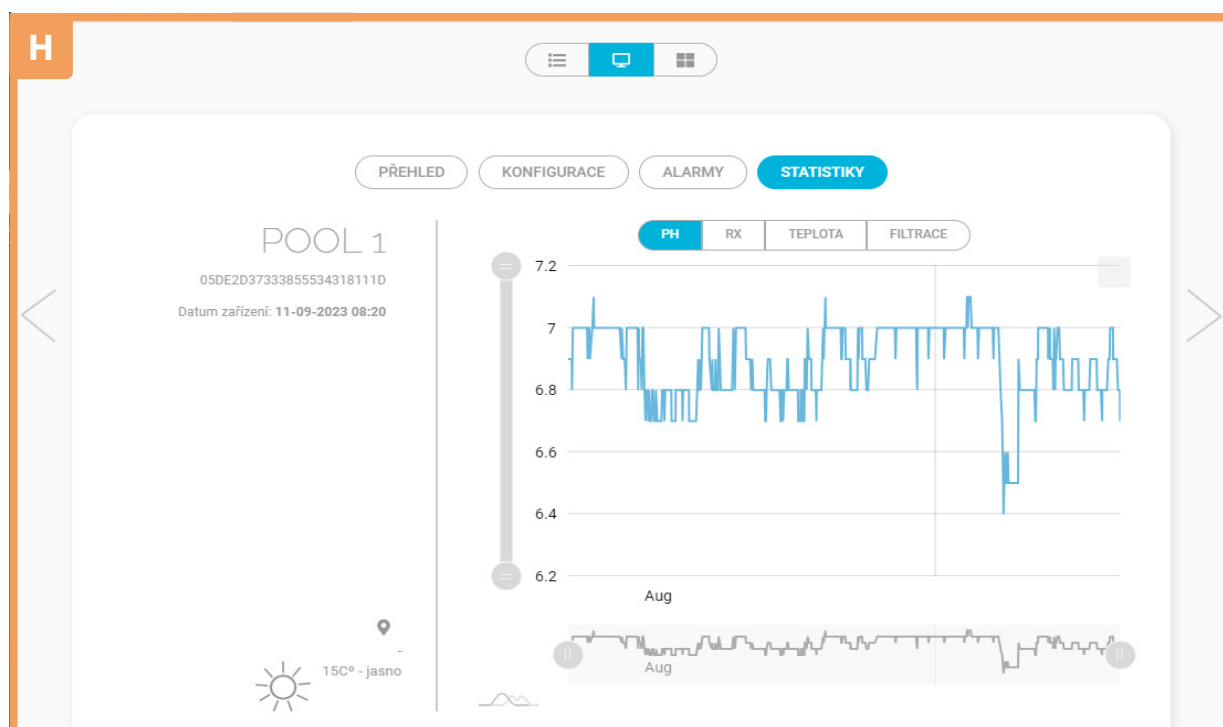 H
PŘEHLED
KONFIGURACE
ALARMY
STATISTIKY
POOL 1
05DE2D37333855534318111D
Datum zařízení: 11-09-2023 08:20
PH
RX
TEPLOTA
FILTRACE
7.2
7
6.8
6.6
6.4
6.2
Aug
Aug
-
15Cº - jasno